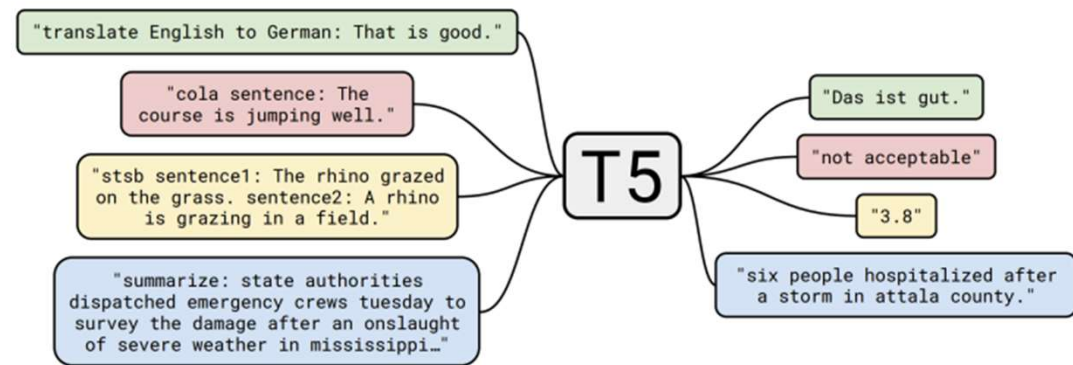 "translate English to German: That is good."
"cola sentence: The
course is jumping well."
"stsb sentence1: The rhino grazed
on the grass. sentence2: A rhino
is grazing in a field."
"summarize: state authorities
dispatched emergency crews tuesday to
survey the damage after an onslaught
of severe weather in mississippi…"
T5
"Das ist gut."
"not acceptable"
"3.8"
"six people hospitalized after
a storm in attala county."